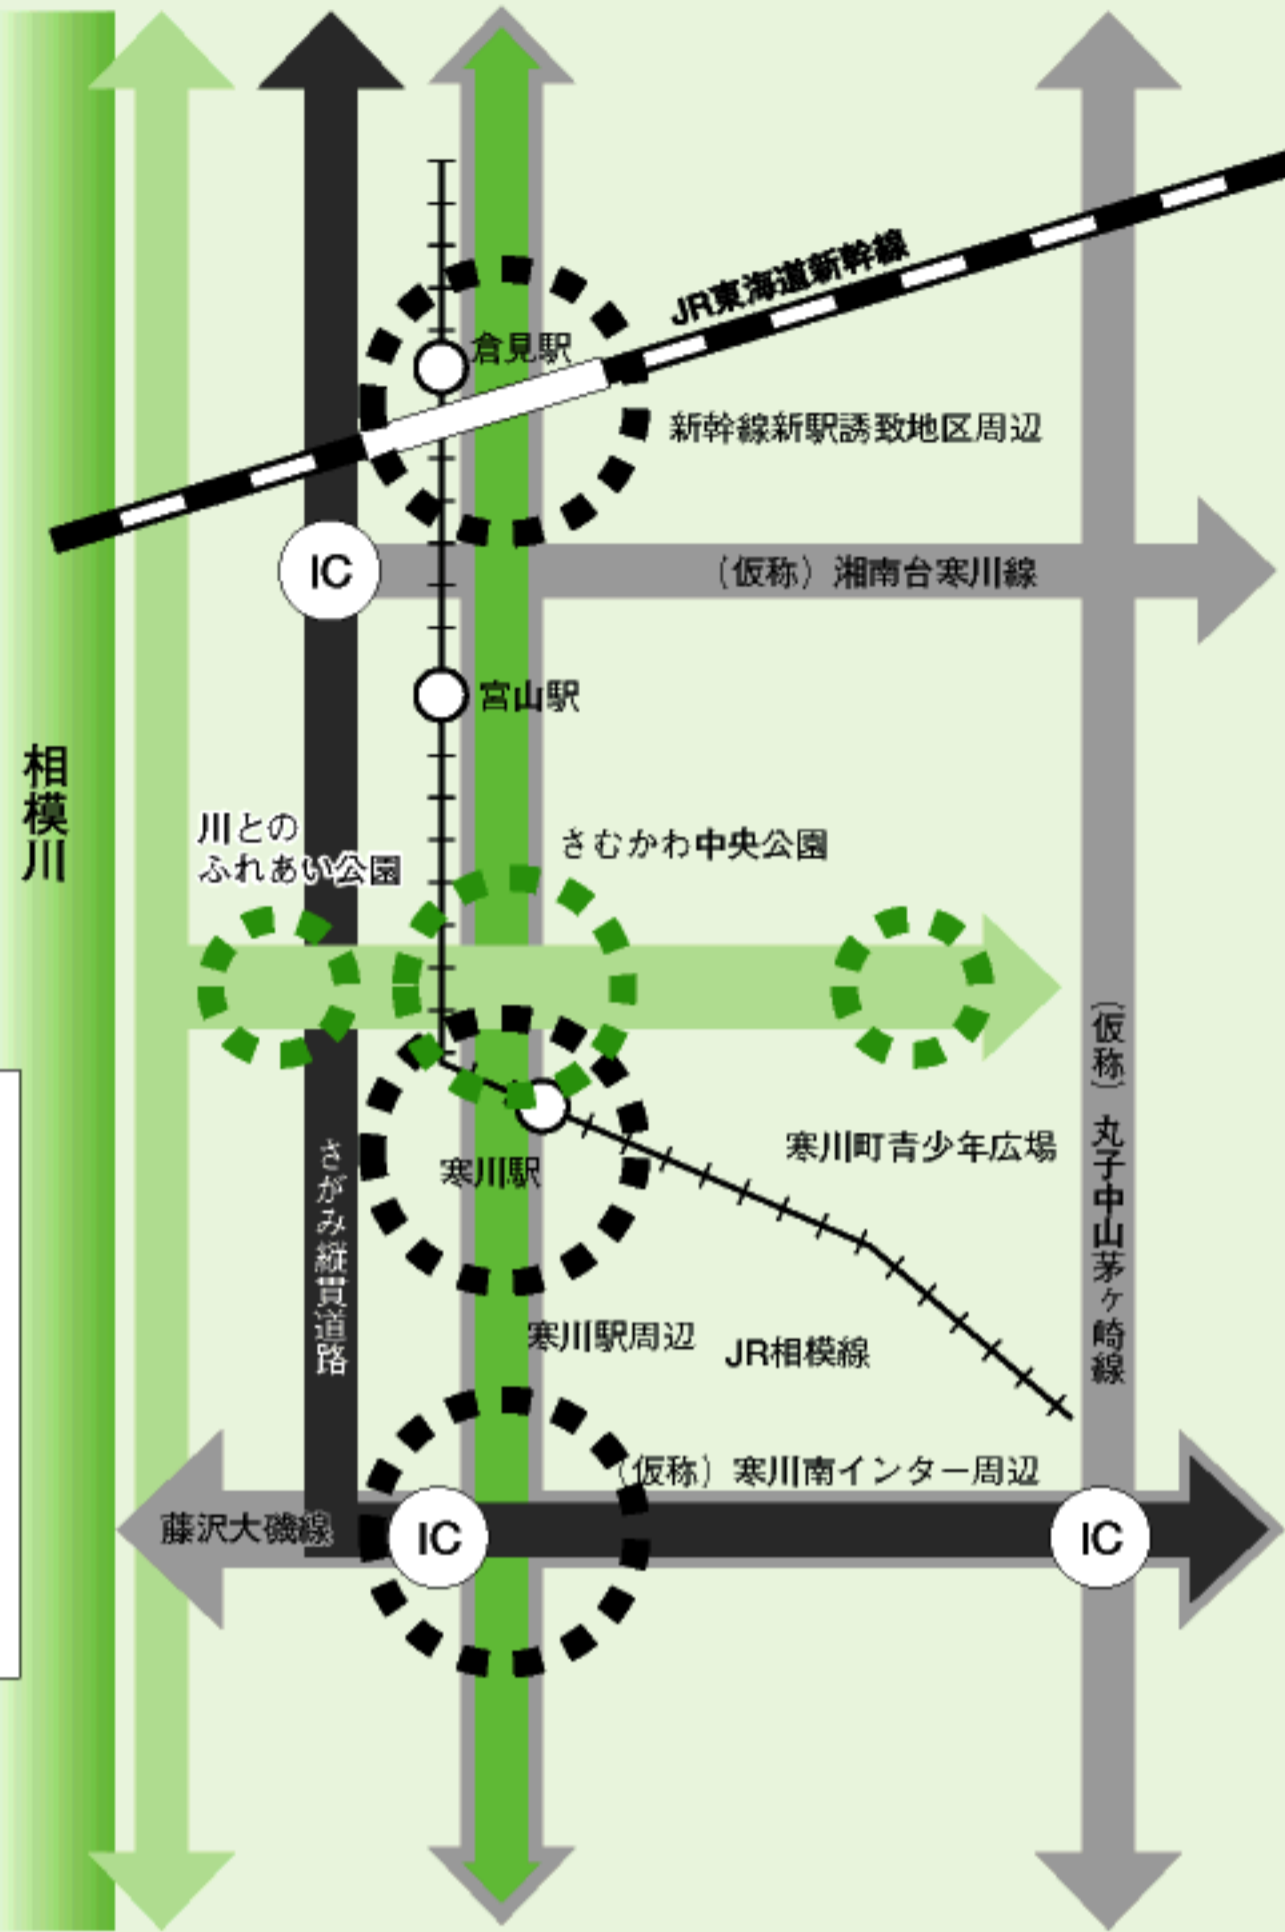 JR東海道新幹線
倉見駅
新幹線新駅誘致地区周辺
IC
（仮称）湘南台寒川線
宮山駅
相模川
川との
ふれあい公園
さむかわ中央公園
（仮称）丸子中山茅ヶ崎線
さがみ縦貫道路
寒川駅
寒川町青少年広場
寒川駅周辺
JR相模線
（仮称）寒川南インター周辺
藤沢大磯線
IC
IC